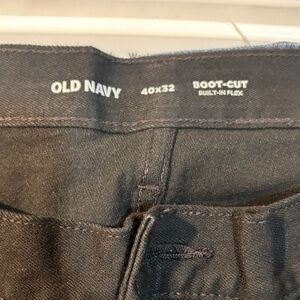 OLD NAVY
40x32
BOOT-CUT
BUILT-IN FLEX